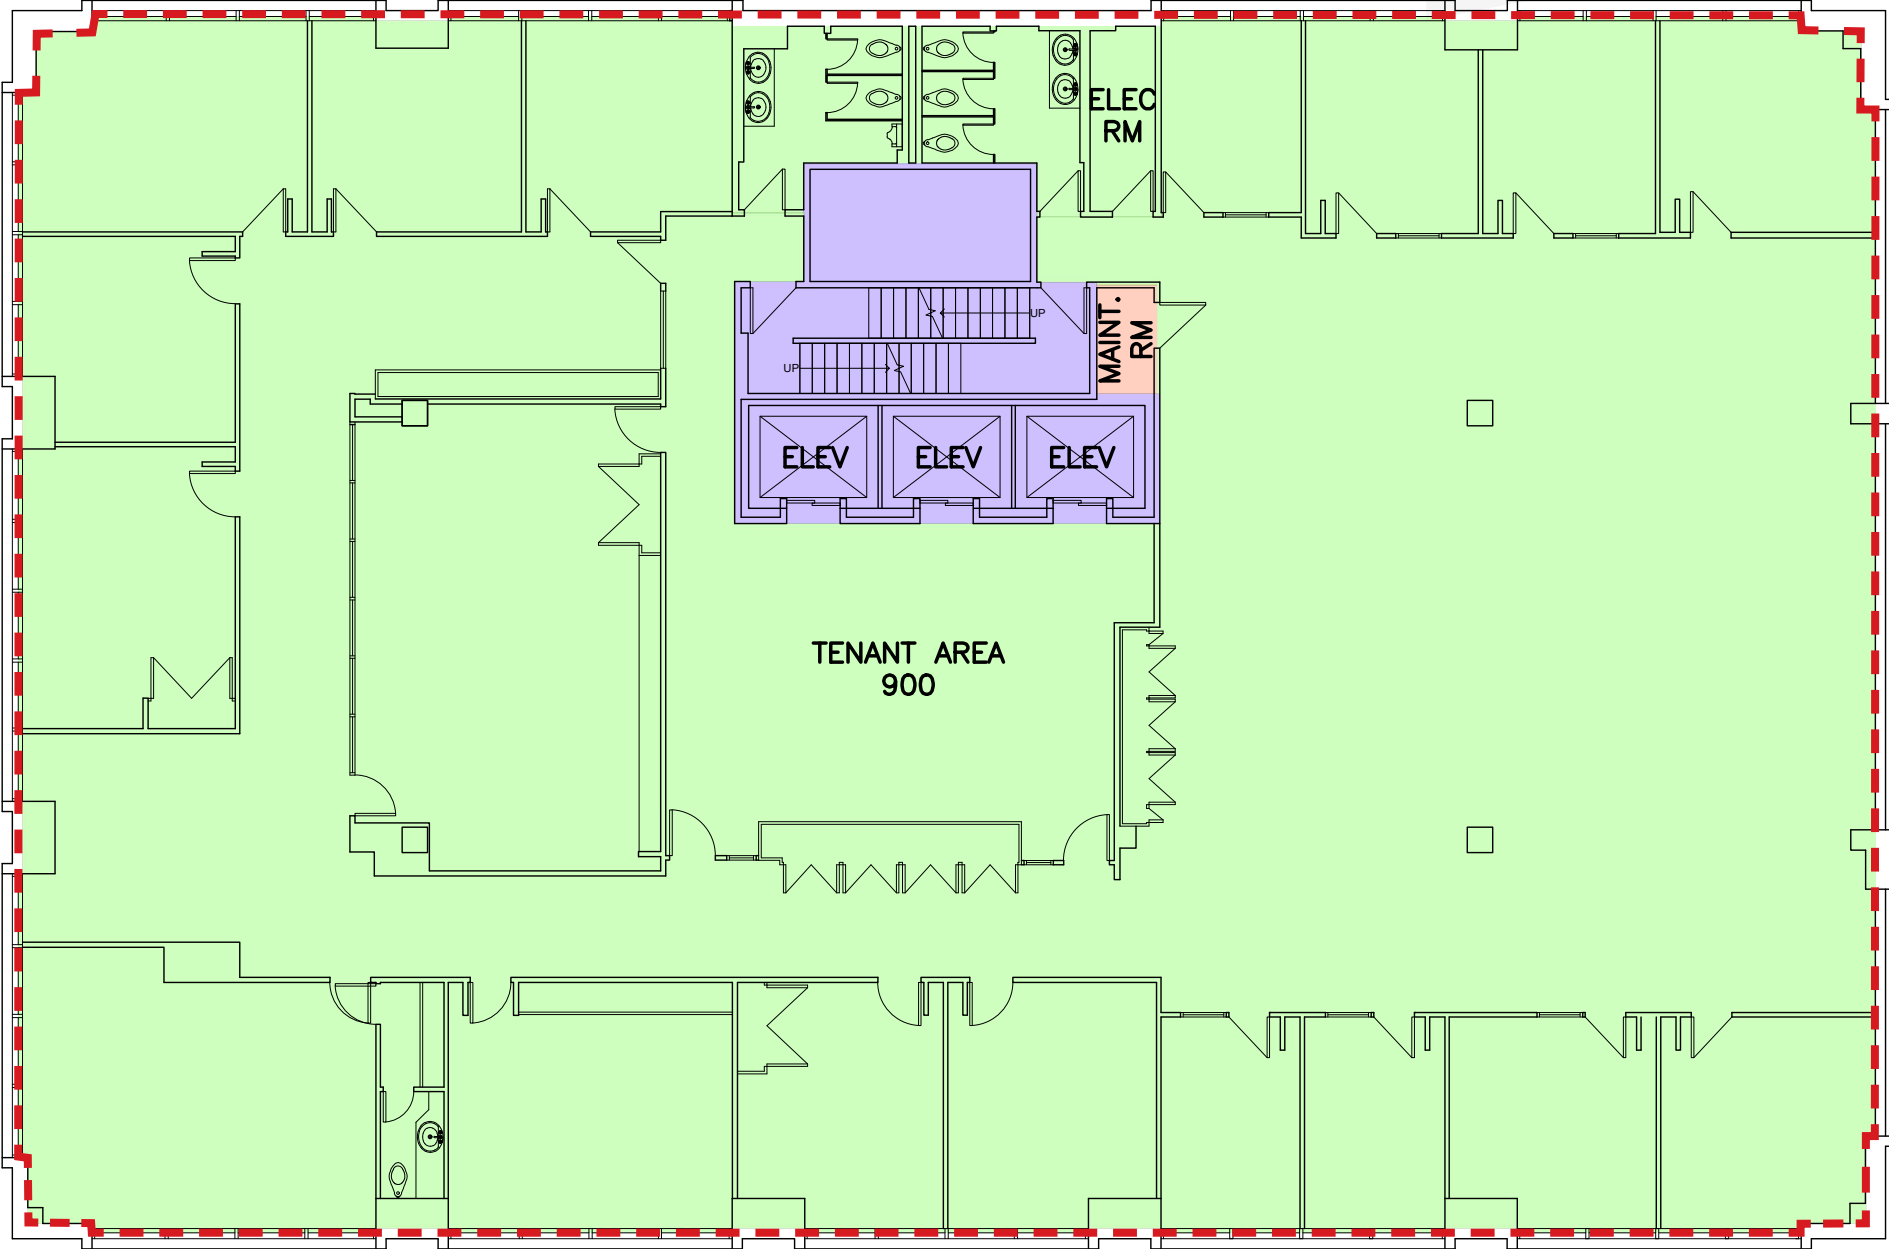 ELEC
RM
MAINT.
RM
UP
UP
ELEV
ELEV
ELEV
TENANT AREA
900